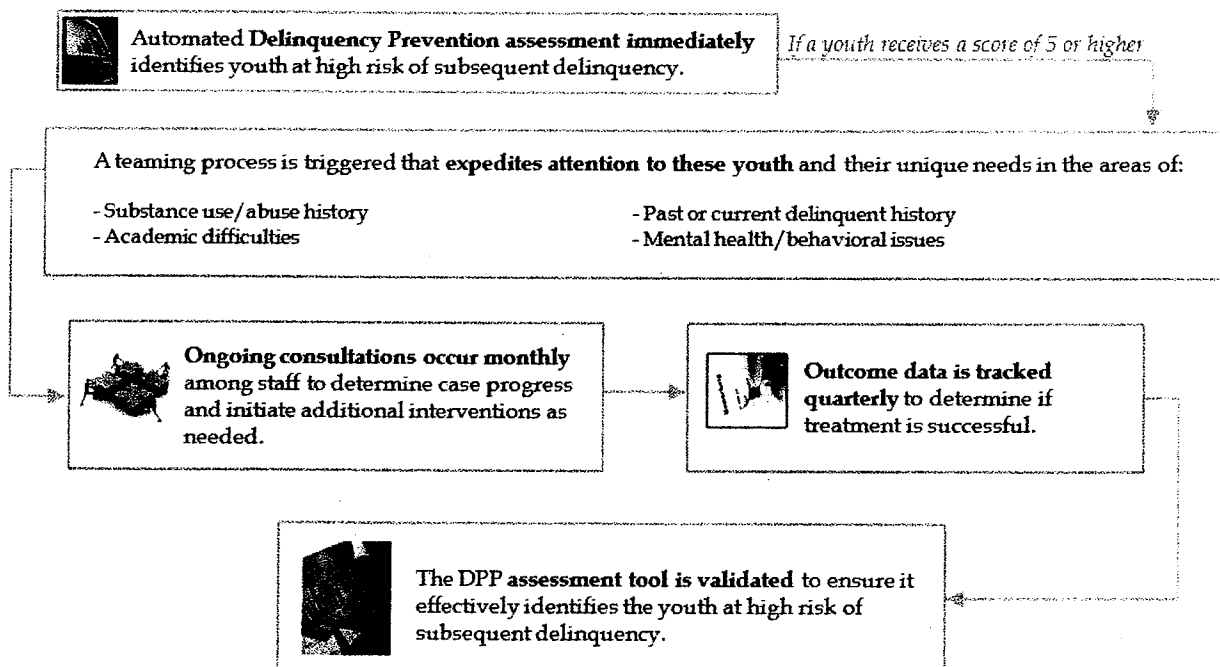 Automated Delinquency Prevention assessment immediately
identifies youth at high risk of subsequent delinquency.
If a youth receives a score of 5 or higher
A teaming process is triggered that expedites attention to these youth and their unique needs in the areas of:
- Substance use/abuse history
- Academic difficulties
- Past or current delinquent history
- Mental health/behavioral issues
Ongoing consultations occur monthly
among staff to determine case progress
and initiate additional interventions as
needed.
Outcome data is tracked
quarterly to determine if
treatment is successful.
The DPP assessment tool is validated to ensure it
effectively identifies the youth at high risk of
subsequent delinquency.